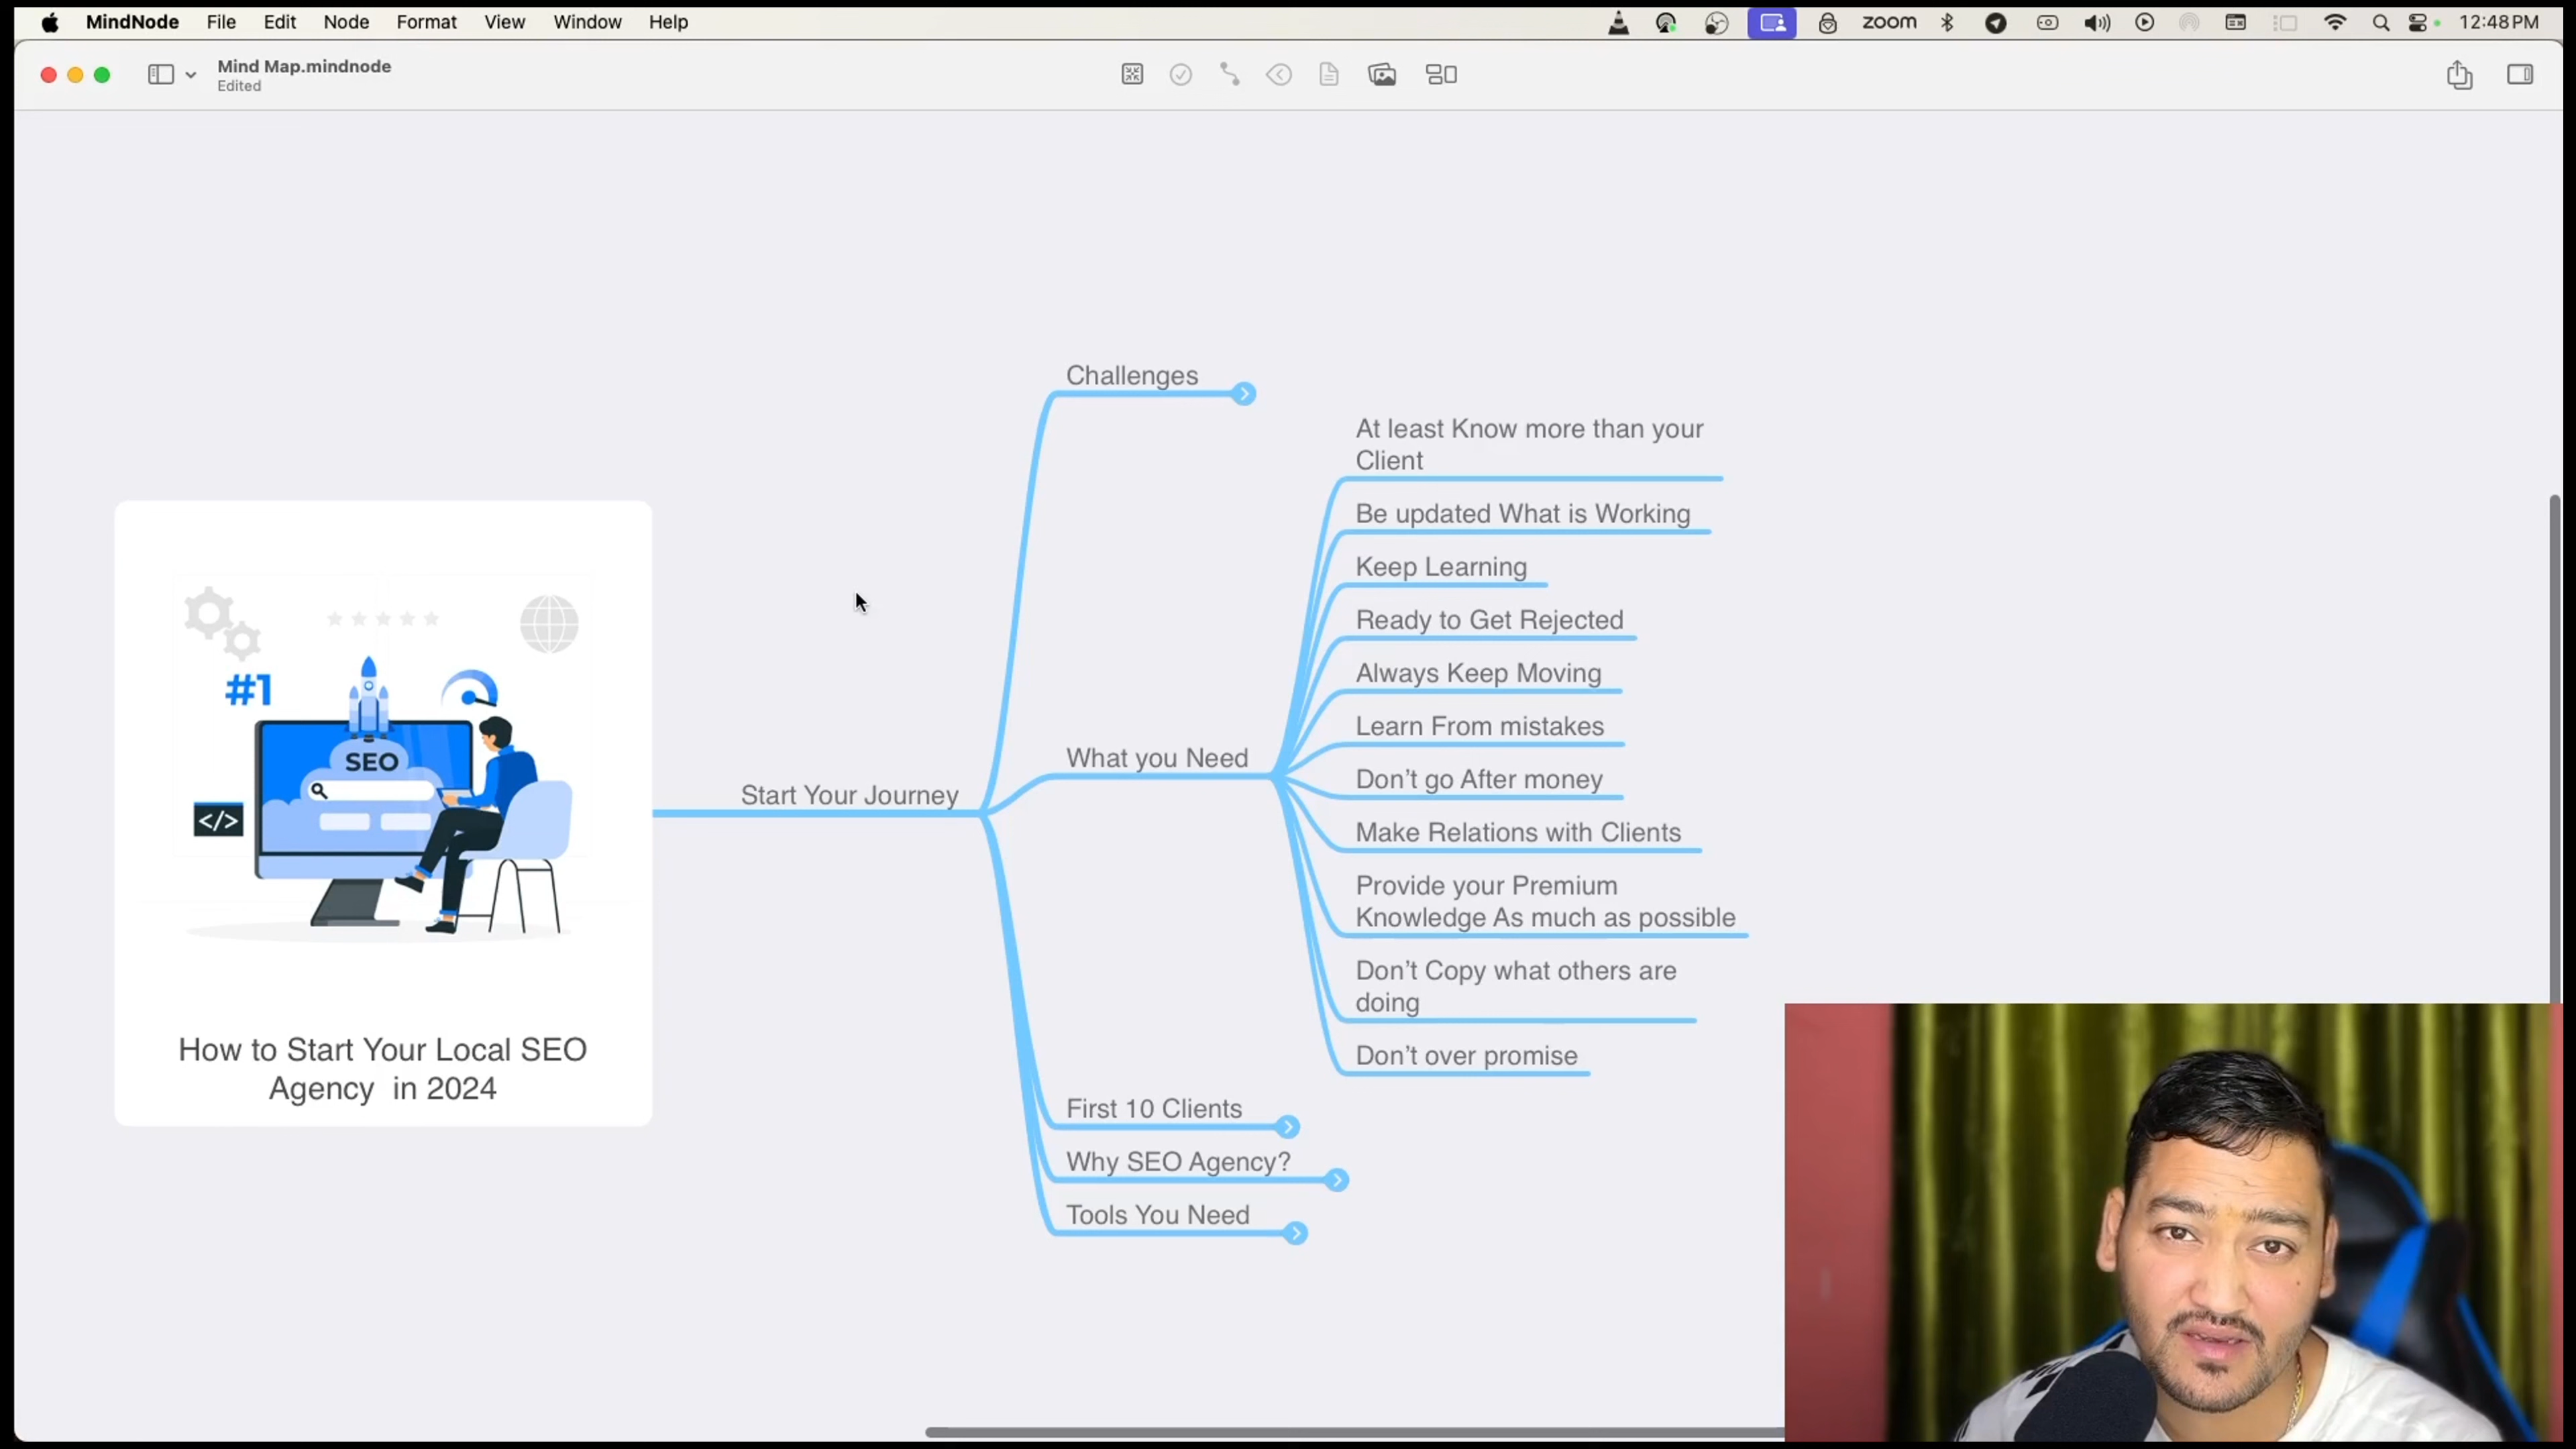 MindNode File Edit Node Format View Window Help zoom 12:48 PM
Mind Map.mindnode
Edited
Challenges
At least Know more than your
Client
Be updated What is Working
Keep Learning
Ready to Get Rejected
Always Keep Moving
Learn From mistakes
What you Need
Don't go After money
Start Your Journey
Make Relations with Clients
Provide your Premium
Knowledge As much as possible
Don't Copy what others are
doing
Don't over promise
First 10 Clients
Why SEO Agency?
Tools You Need
#1
SEO
</>
How to Start Your Local SEO
Agency in 2024